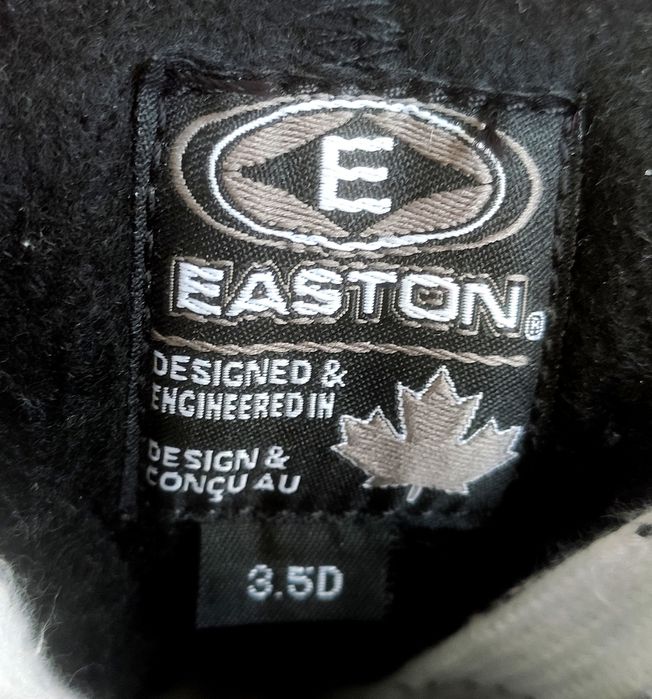 E
EASTON®
DESIGNED &
ENGINEERED IN
DESIGN &
CONÇU AU
3.5D